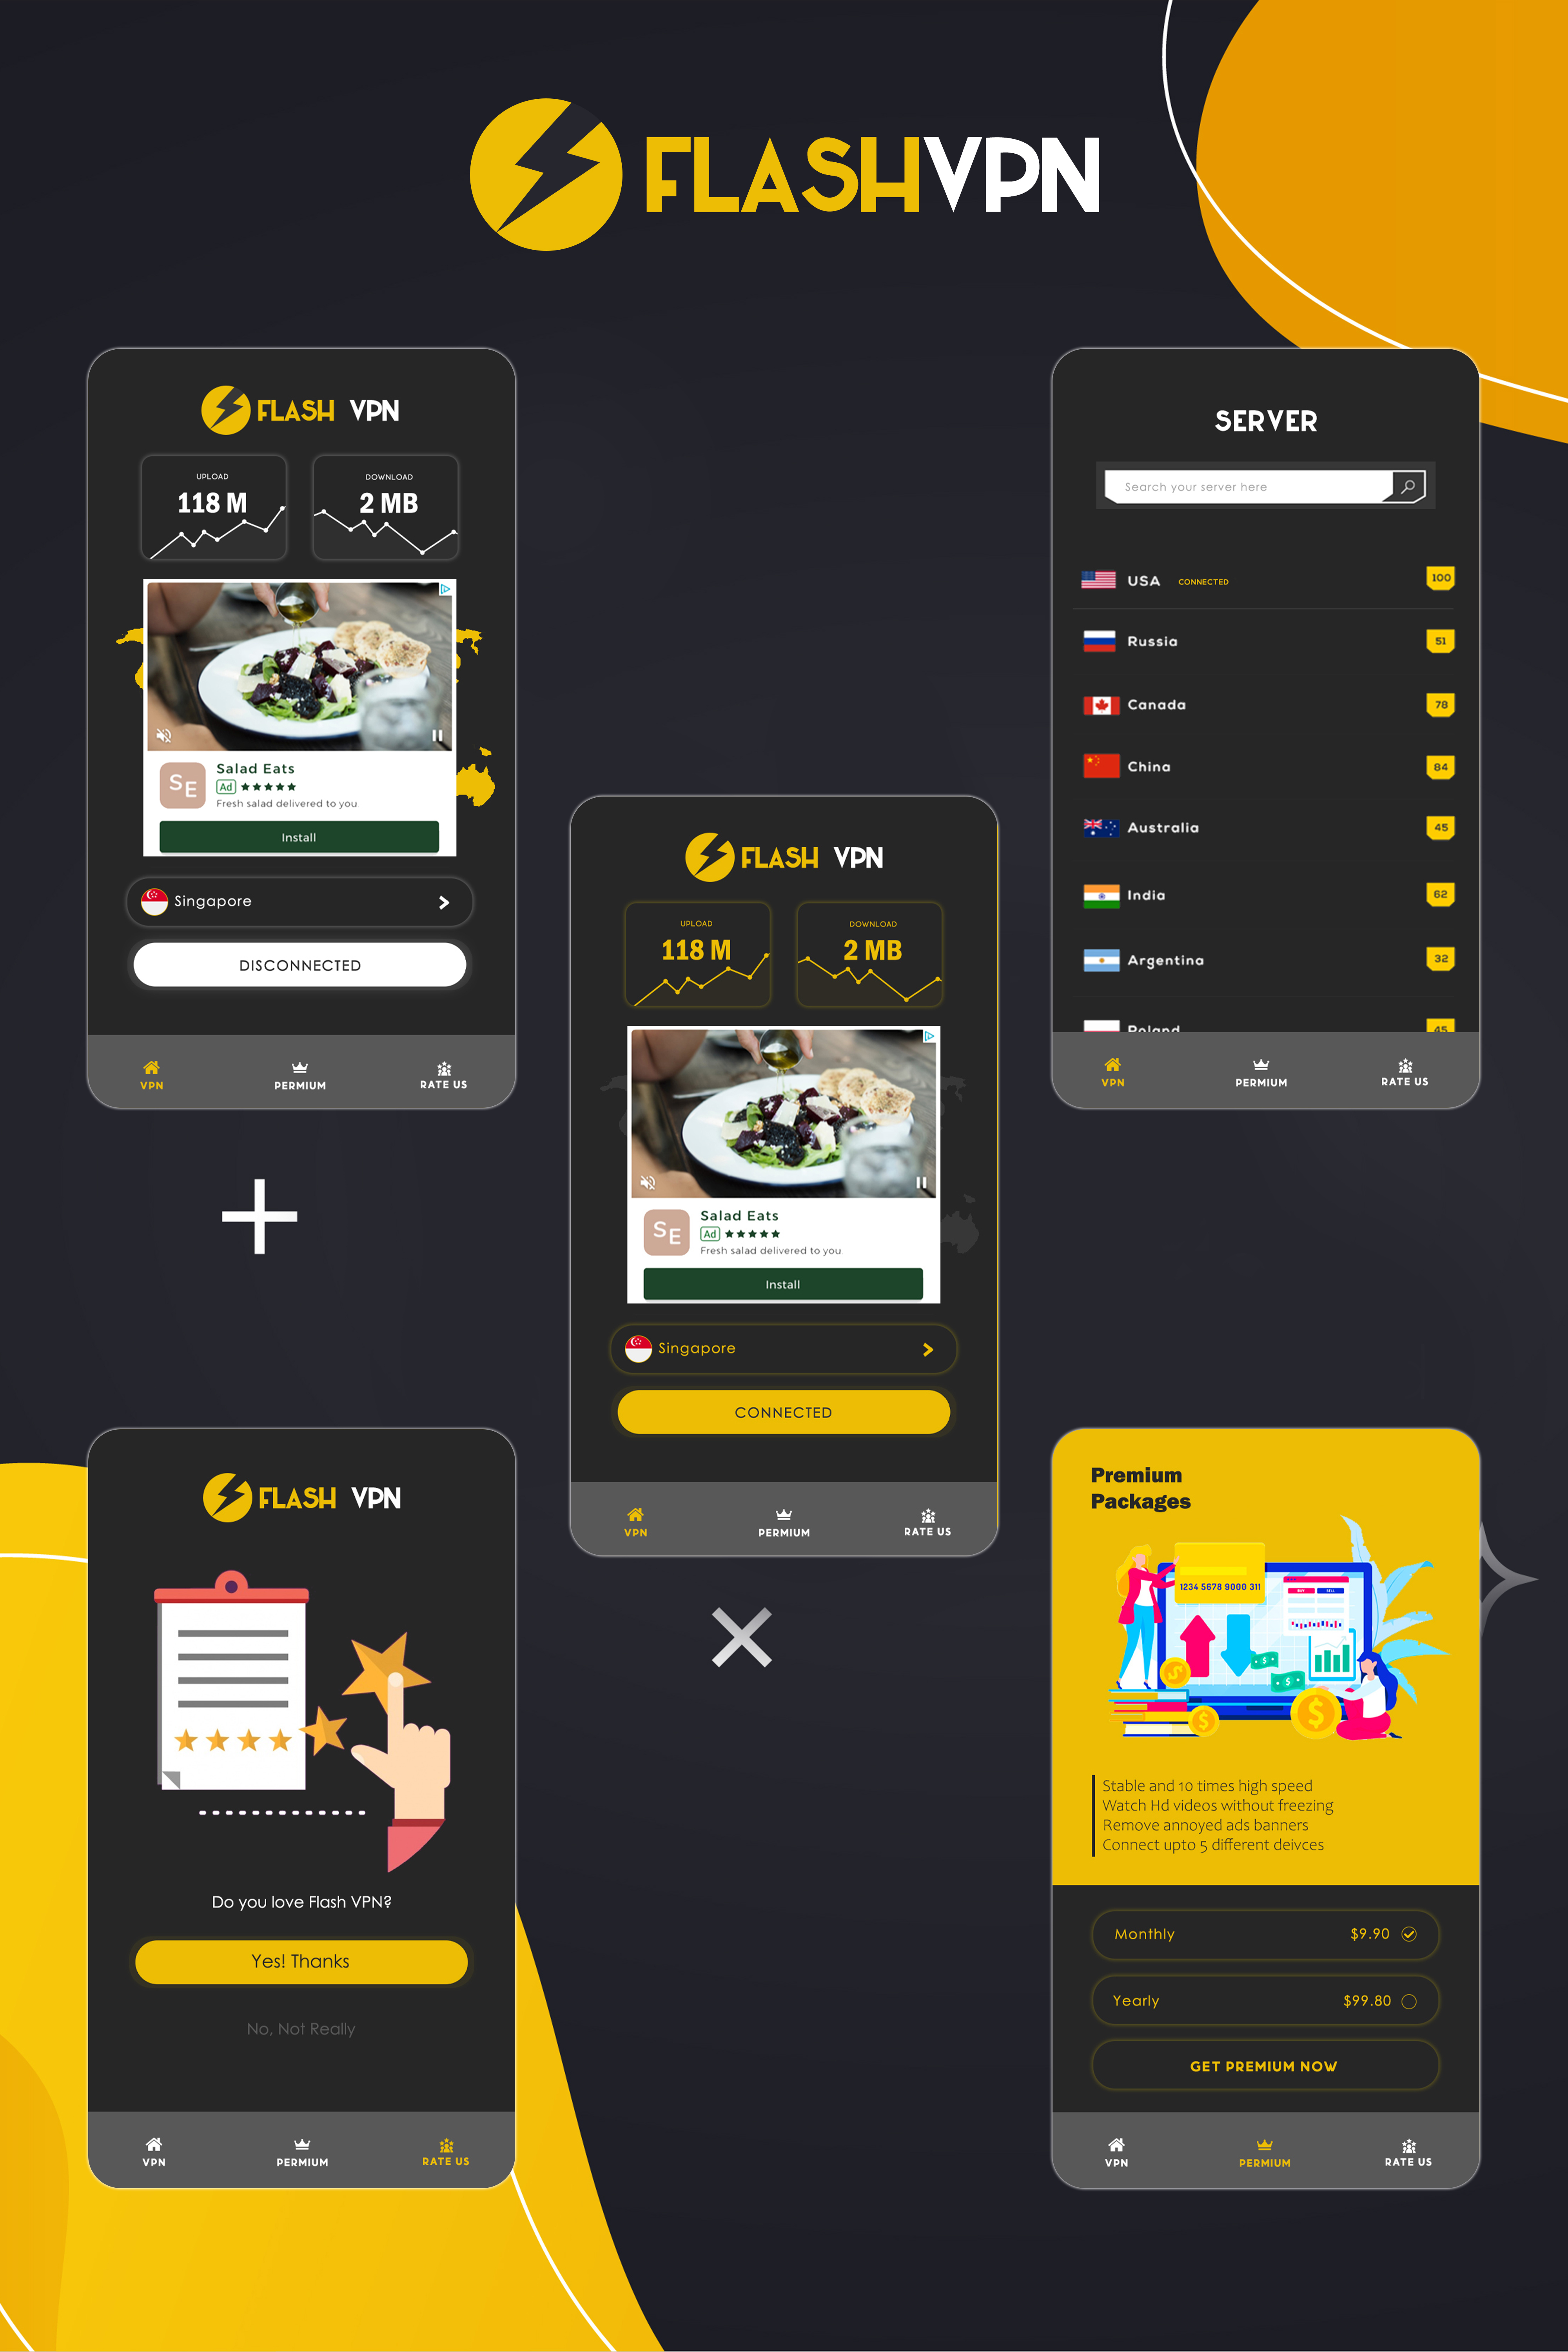 FLASHVPN
FLASH VPN
UPLOAD
118 M
DOWNLOAD
2 MB
Salad Eats
SE
Ad
Fresh salad delivered to you
Install
Singapore
DISCONNECTED
VPN
PERMIUM
RATE US
SERVER
Search your server here
USA CONNECTED 100
Russia 51
Canada 78
China 84
Australia 45
India 62
Argentina 32
Poland 45
VPN
PERMIUM
RATE US
FLASH VPN
UPLOAD
118 M
DOWNLOAD
2 MB
Salad Eats
SE
Ad
Fresh salad delivered to you
Install
Singapore
CONNECTED
VPN
PERMIUM
RATE US
FLASH VPN
Do you love Flash VPN?
Yes! Thanks
No, Not Really
VPN
PERMIUM
RATE US
Premium
Packages
1234 5678 9000 311
BUY
SELL
Stable and 10 times high speed
Watch Hd videos without freezing
Remove annoyed ads banners
Connect upto 5 different deivces
Monthly $9.90
Yearly $99.80
GET PREMIUM NOW
VPN
PERMIUM
RATE US